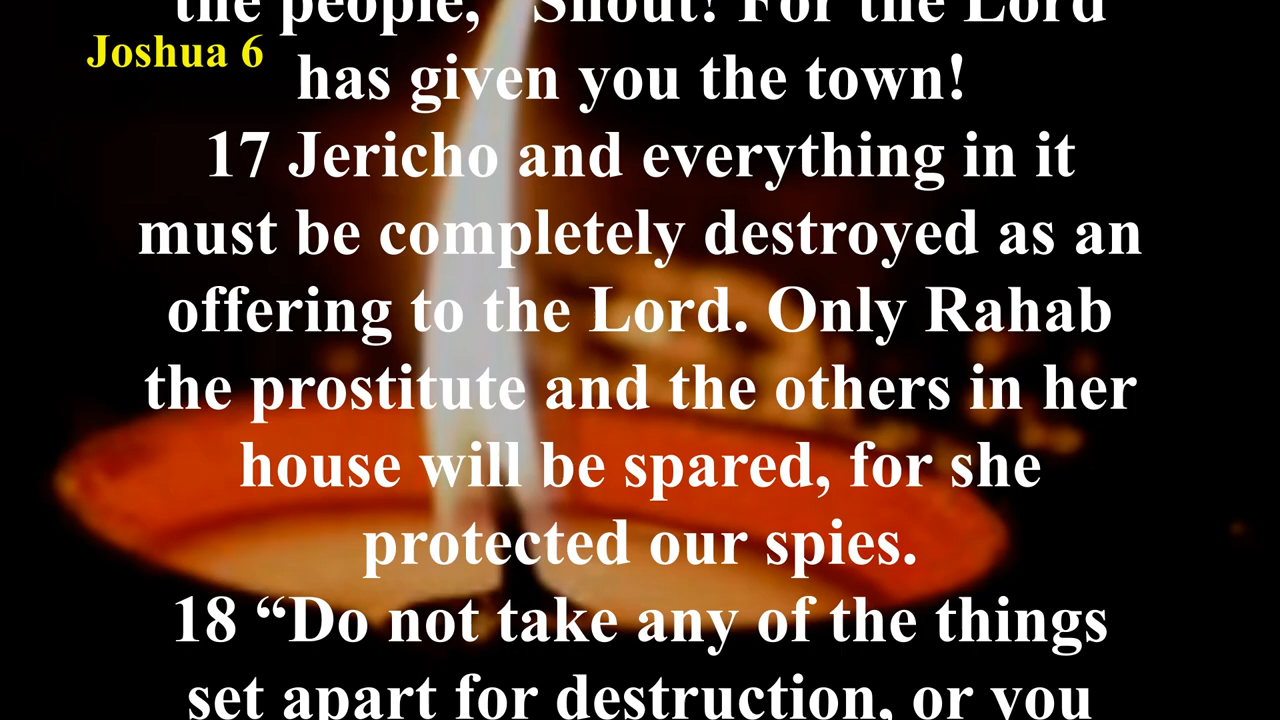 the people, “Shout! For the Lord
Joshua 6
has given you the town!
17 Jericho and everything in it
must be completely destroyed as an
offering to the Lord. Only Rahab
the prostitute and the others in her
house will be spared, for she
protected our spies.
18 “Do not take any of the things
set apart for destruction, or you